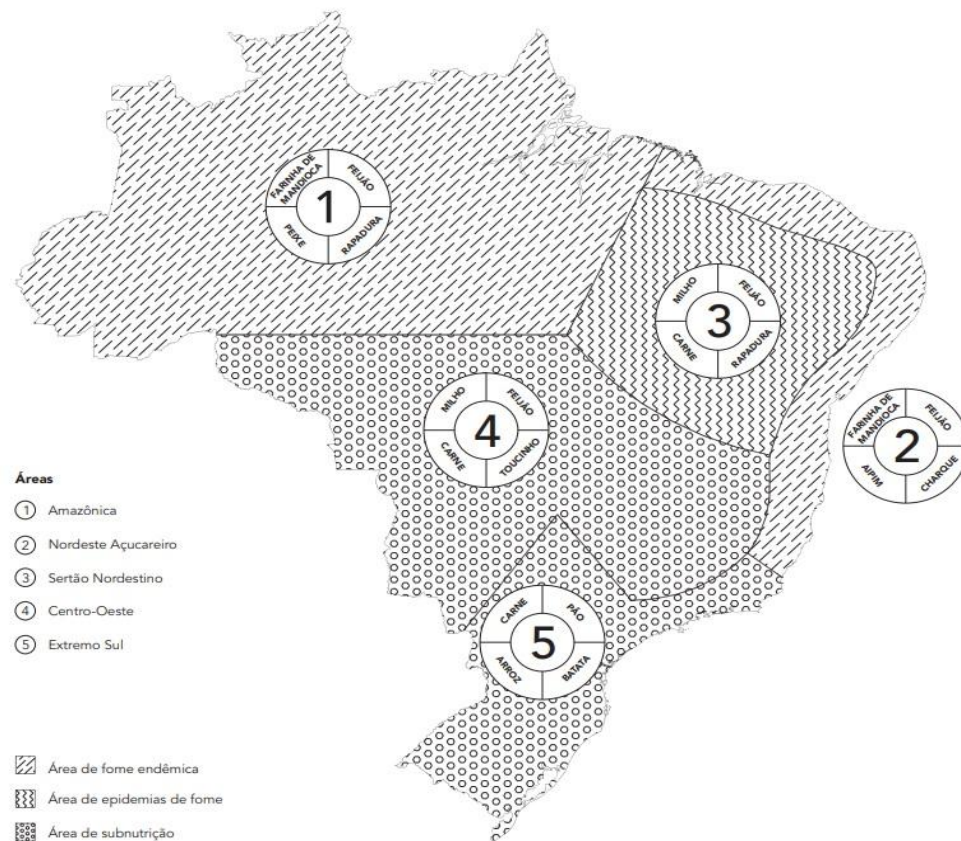 FARINHA DE
MANDIOCA
FEIJÃO
1
PEIXE
RAPADURA
MILHO
FEIJÃO
3
CARNE
RAPADURA
MILHO
FEIJÃO
4
CARNE
TOUCINHO
FARINHA DE
MANDIOCA
FEIJÃO
2
AIPIM
CHARQUE
CARNE
PÃO
5
ARROZ
BATATA
Áreas
1 Amazônica
2 Nordeste Açucareiro
3 Sertão Nordestino
4 Centro-Oeste
5 Extremo Sul
Área de fome endêmica
Área de epidemias de fome
Área de subnutrição